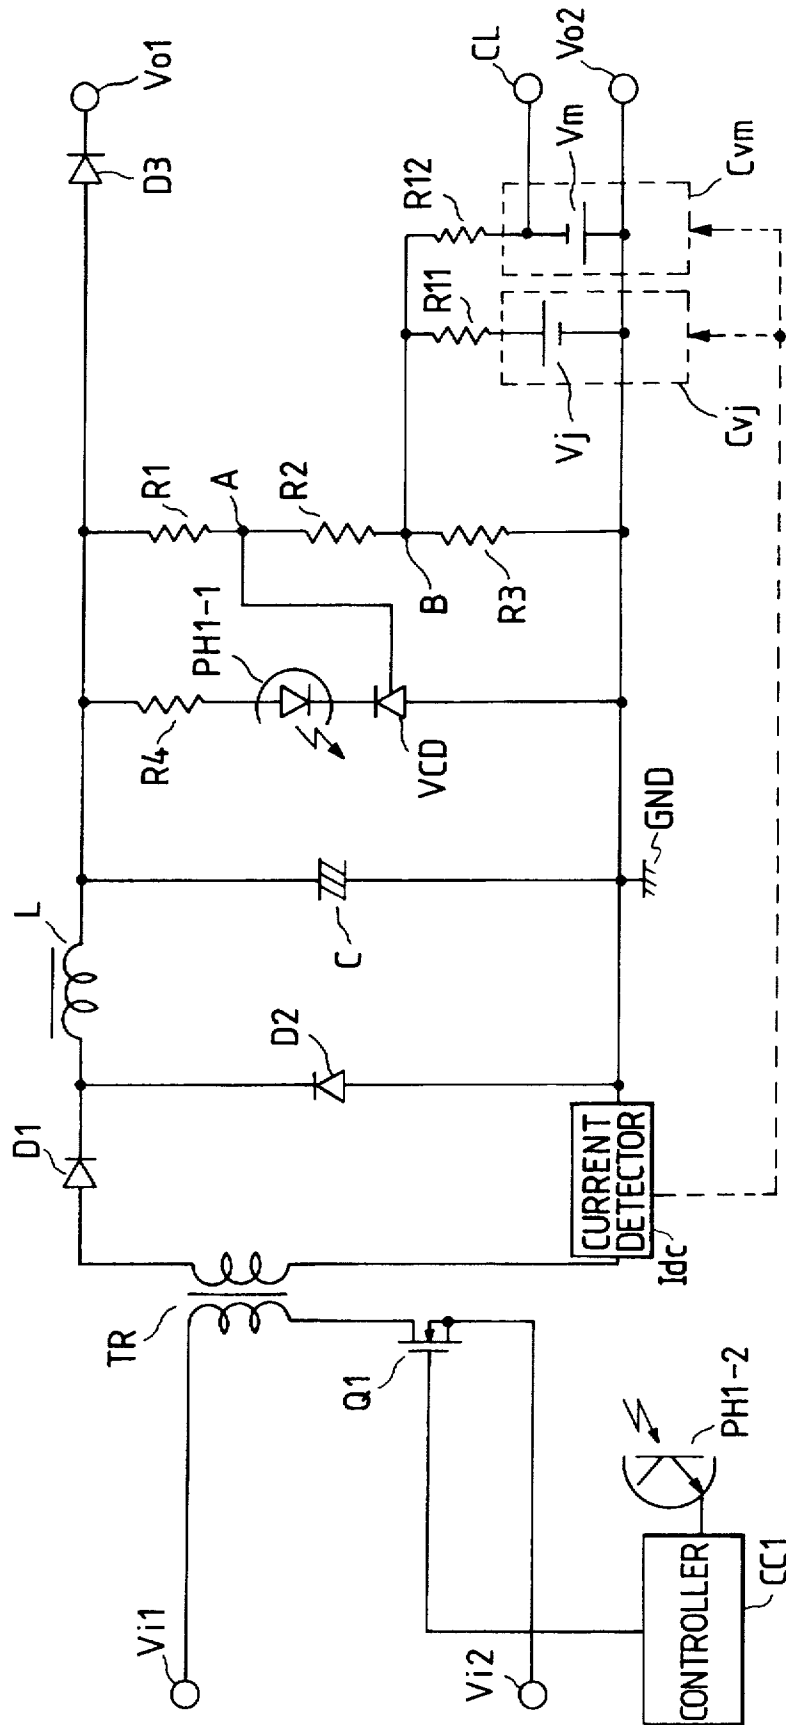 Vi1
Vi2
CONTROLLER
CC1
PH1-2
Q1
TR
D1
D2
L
C
CURRENT
DETECTOR
Idc
GND
R4
PH1-1
VCD
R1
A
R2
B
R3
R11
R12
Vj
Cvj
Vm
Cvm
D3
Vo1
CL
Vo2